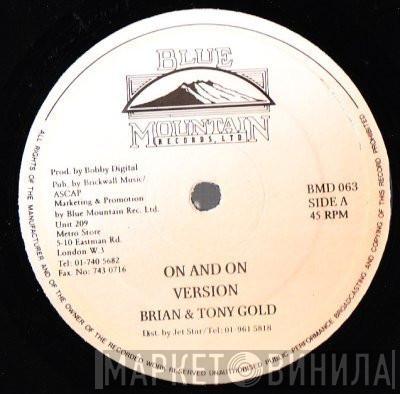 BLUE
MOUNTAIN
RECORDS, LTD.
Prod. by Bobby Digital
Pub. by Brickwall Music/
ASCAP
Marketing & Promotion
by Blue Mountain Rec. Ltd.
Unit 209
Metro Store
5-10 Eastman Rd.
London W.3
Tel: 01-740 5682
Fax. No: 743 0716
BMD 063
SIDE A
45 RPM
ON AND ON
VERSION
BRIAN & TONY GOLD
Dist. by Jet Star/Tel: 01-961 5818
ALL RIGHTS OF THE MANUFACTURER AND OF THE OWNER OF THE RECORDED WORK RESERVED UNAUTHORISED PUBLIC PERFORMANCE BROADCASTING AND COPYING OF THIS RECORD PROHIBITED
МАРКЕТ ВИНИЛА